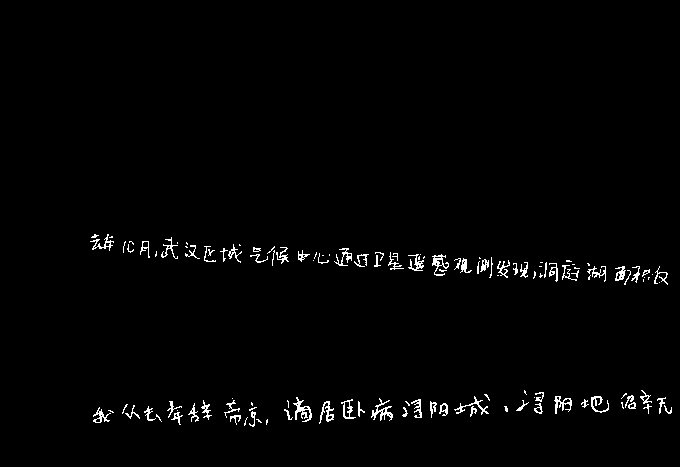 去年10月,武汉区域气候中心通过卫星遥感观测发现,洞庭湖面积仅
我从去年辞帝京,谪居卧病浔阳城,浔阳地僻无